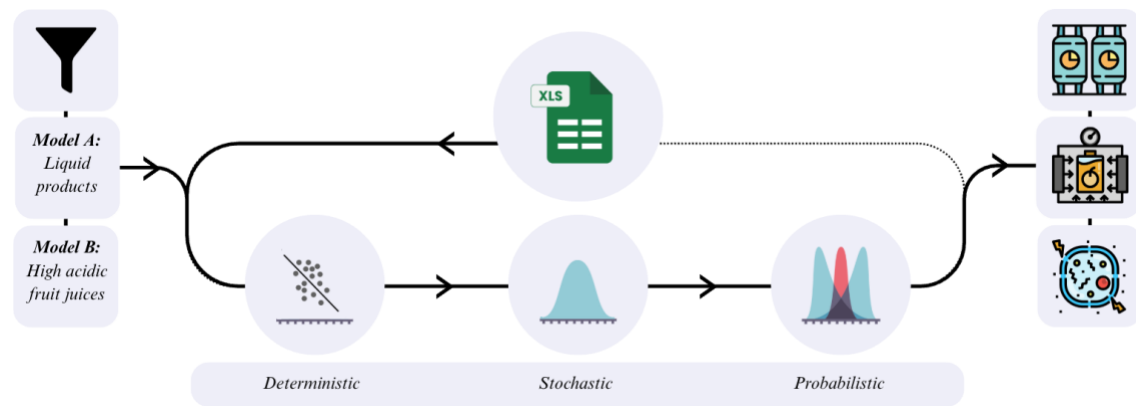 XLS
Model A:
Liquid
products
Model B:
High acidic
fruit juices
Deterministic
Stochastic
Probabilistic